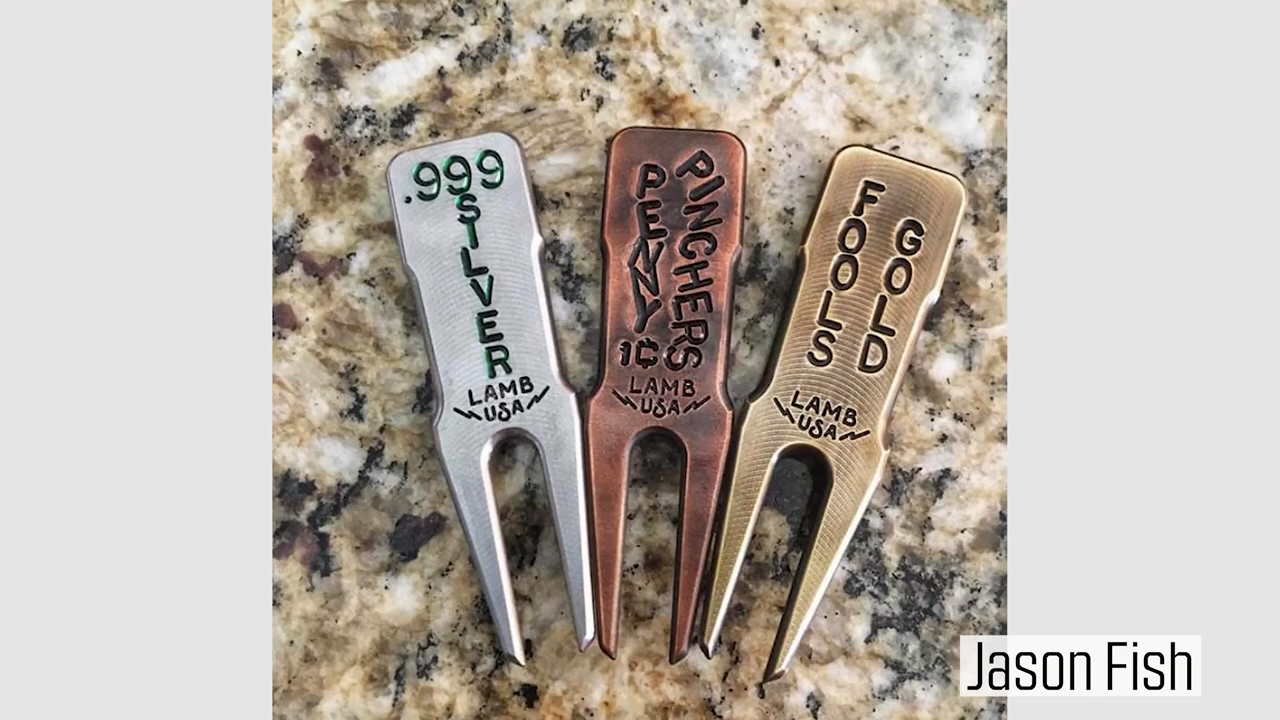 .999
SILVER
LAMB
USA
PENNY
PINCHERS
1¢
LAMB
USA
FOOLS
GOLD
LAMB
USA
Jason Fish